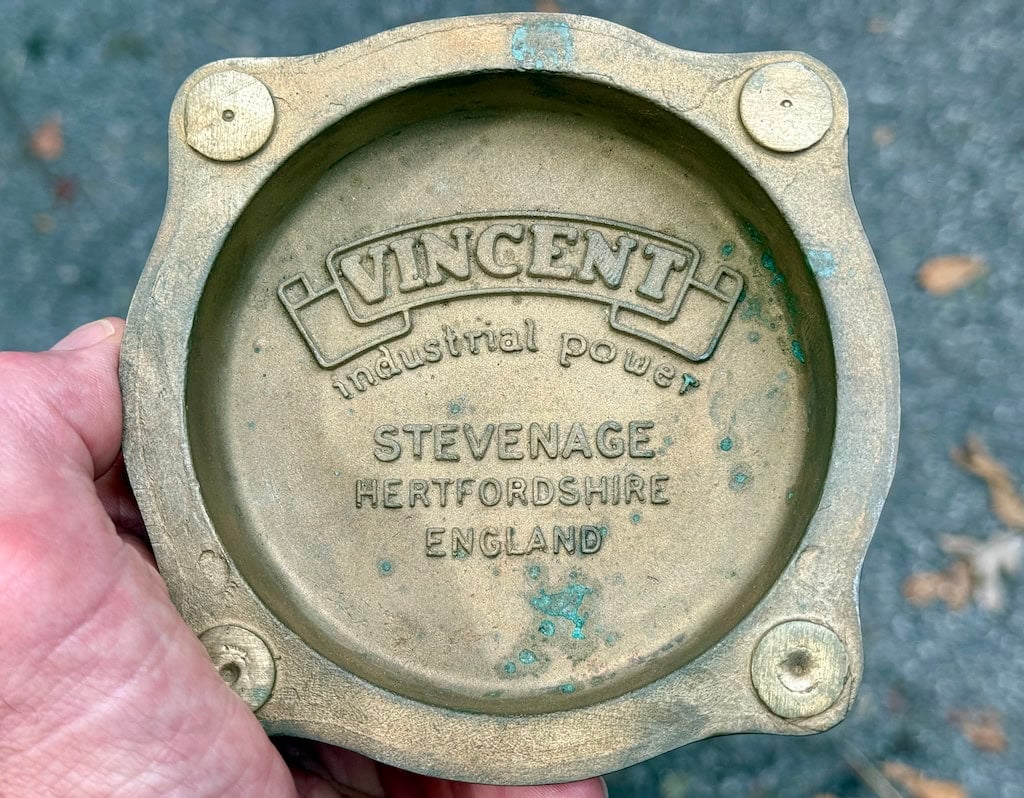 VINCENT
industrial power
STEVENAGE
HERTFORDSHIRE
ENGLAND